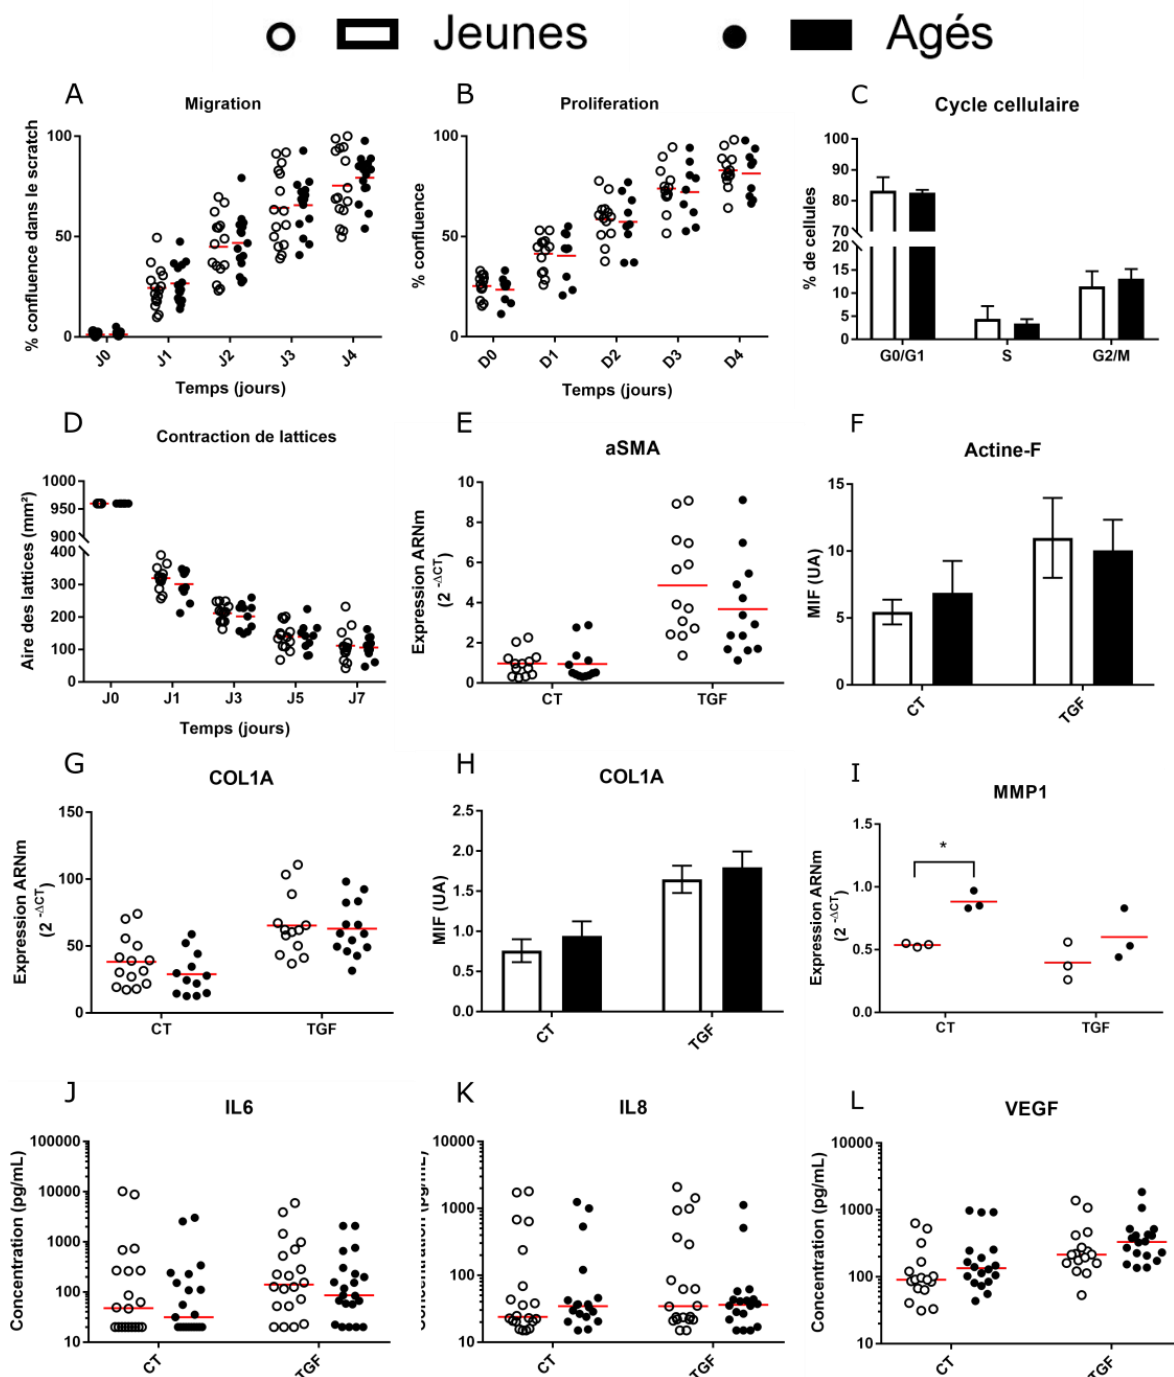 Jeunes Agés
A
Migration
% confluence dans le scratch
100
50
0
J0 J1 J2 J3 J4
Temps (jours)
B
Proliferation
% confluence
100
50
0
D0 D1 D2 D3 D4
Temps (jours)
C
Cycle cellulaire
% de cellules
100
90
80
70
20
15
10
5
0
G0/G1 S G2/M
D
Contraction de lattices
Aire des lattices (mm²)
1000
950
900
400
300
200
100
0
J0 J1 J3 J5 J7
Temps (jours)
E
aSMA
Expression ARNm
(2 -ΔCT)
10
8
6
4
2
0
CT TGF
F
Actine-F
MIF (UA)
15
10
5
0
CT TGF
G
COL1A
Expression ARNm
(2 -ΔCT)
150
100
50
0
CT TGF
H
COL1A
MIF (UA)
2.5
2.0
1.5
1.0
0.5
0.0
CT TGF
I
MMP1
Expression ARNm
(2 -ΔCT)
1.5
1.0
0.5
0.0
*
CT TGF
J
IL6
Concentration (pg/mL)
100000
10000
1000
100
10
CT TGF
K
IL8
Concentration (pg/mL)
10000
1000
100
10
CT TGF
L
VEGF
Concentration (pg/mL)
10000
1000
100
10
CT TGF